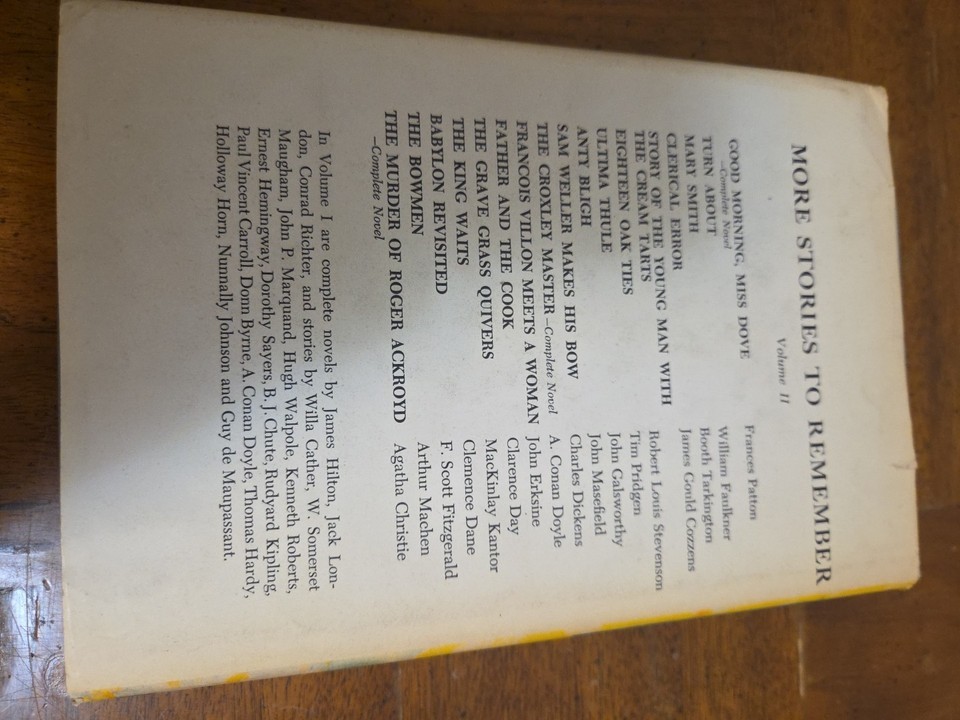 MORE STORIES TO REMEMBER
Volume II
GOOD MORNING, MISS DOVE Frances Patton
—Complete Novel
TURN ABOUT William Faulkner
MARY SMITH Booth Tarkington
CLERICAL ERROR James Gould Cozzens
STORY OF THE YOUNG MAN WITH
THE CREAM TARTS Robert Louis Stevenson
EIGHTEEN OAK TIES Tim Pridgen
ULTIMA THULE John Galsworthy
ANTY BLIGH John Masefield
SAM WELLER MAKES HIS BOW Charles Dickens
THE CROXLEY MASTER—Complete Novel A. Conan Doyle
FRANCOIS VILLON MEETS A WOMAN John Erksine
FATHER AND THE COOK Clarence Day
THE GRAVE GRASS QUIVERS MacKinlay Kantor
THE KING WAITS Clemence Dane
BABYLON REVISITED F. Scott Fitzgerald
THE BOWMEN Arthur Machen
THE MURDER OF ROGER ACKROYD Agatha Christie
—Complete Novel
In Volume I are complete novels by James Hilton, Jack Lon-
don, Conrad Richter, and stories by Willa Cather, W. Somerset
Maugham, John P. Marquand, Hugh Walpole, Kenneth Roberts,
Ernest Hemingway, Dorothy Sayers, B. J. Chute, Rudyard Kipling,
Paul Vincent Carroll, Donn Byrne, A. Conan Doyle, Thomas Hardy,
Holloway Horn, Nunnally Johnson and Guy de Maupassant.